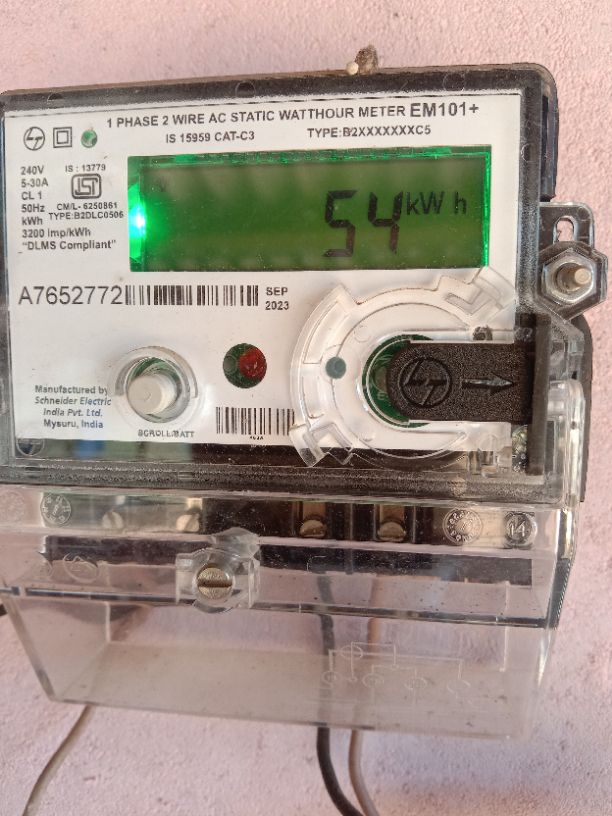 1 PHASE 2 WIRE AC STATIC WATTHOUR METER EM101+
IS 15959 CAT-C3 TYPE:B2XXXXXXXC5
240V
5-30A
CL 1
50Hz
kWh
3200 imp/kWh
"DLMS Compliant"
IS : 13779
ISI
CM/L- 6250861
TYPE:B2DLC0506
54 kW h
A7652772
SEP
2023
Manufactured by
Schneider Electric
India Pvt. Ltd.
Mysuru, India
SCROLL/BATT
LT